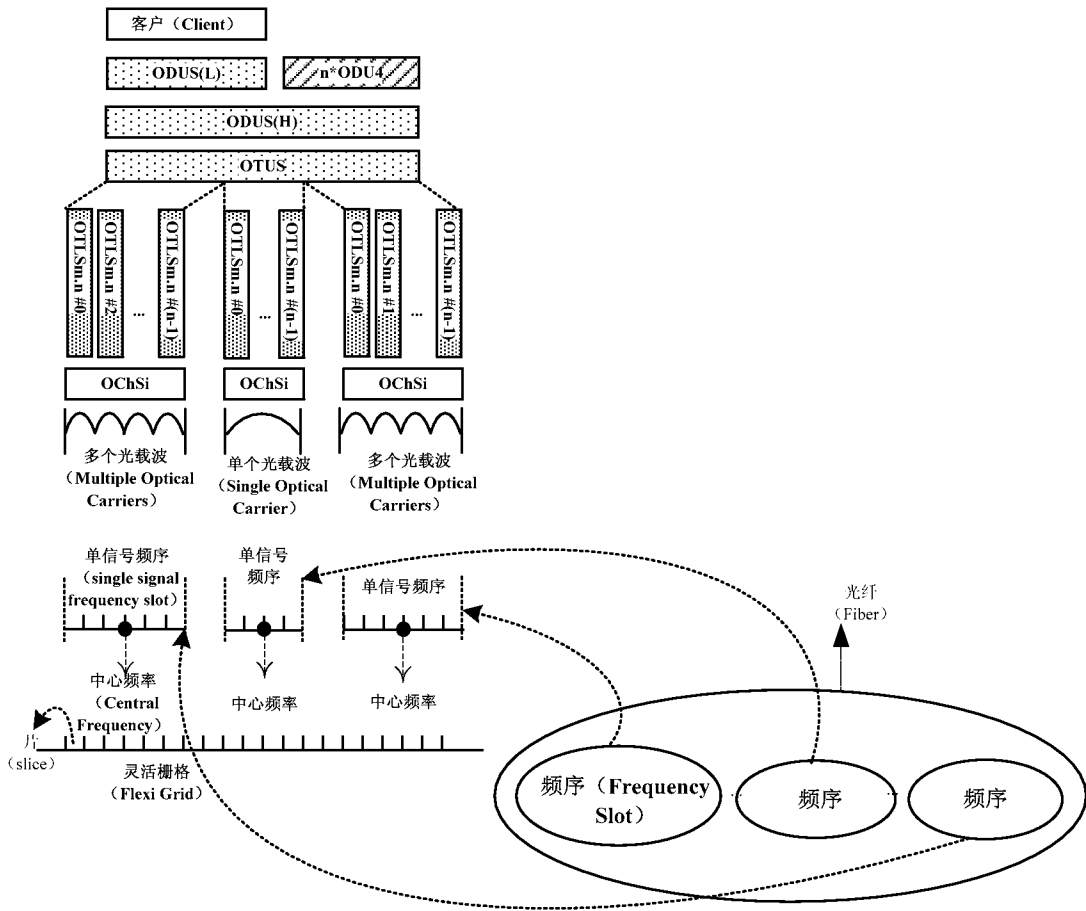 客户（Client）
ODUS(L)
n*ODU4
ODUS(H)
OTUS
OTLSm.n #0
OTLSm.n #2
...
OTLSm.n #(n-1)
OTLSm.n #0
...
OTLSm.n #(n-1)
OTLSm.n #0
OTLSm.n #1
...
OTLSm.n #(n-1)
OChSi
OChSi
OChSi
多个光载波
（Multiple Optical
Carriers）
单个光载波
（Single Optical
Carrier）
多个光载波
（Multiple Optical
Carriers）
单信号频序
（single signal
frequency slot）
单信号
频序
单信号频序
中心频率
（Central
Frequency）
中心频率
中心频率
片
（slice）
灵活栅格
（Flexi Grid）
光纤
（Fiber）
频序（Frequency
Slot）
频序
频序